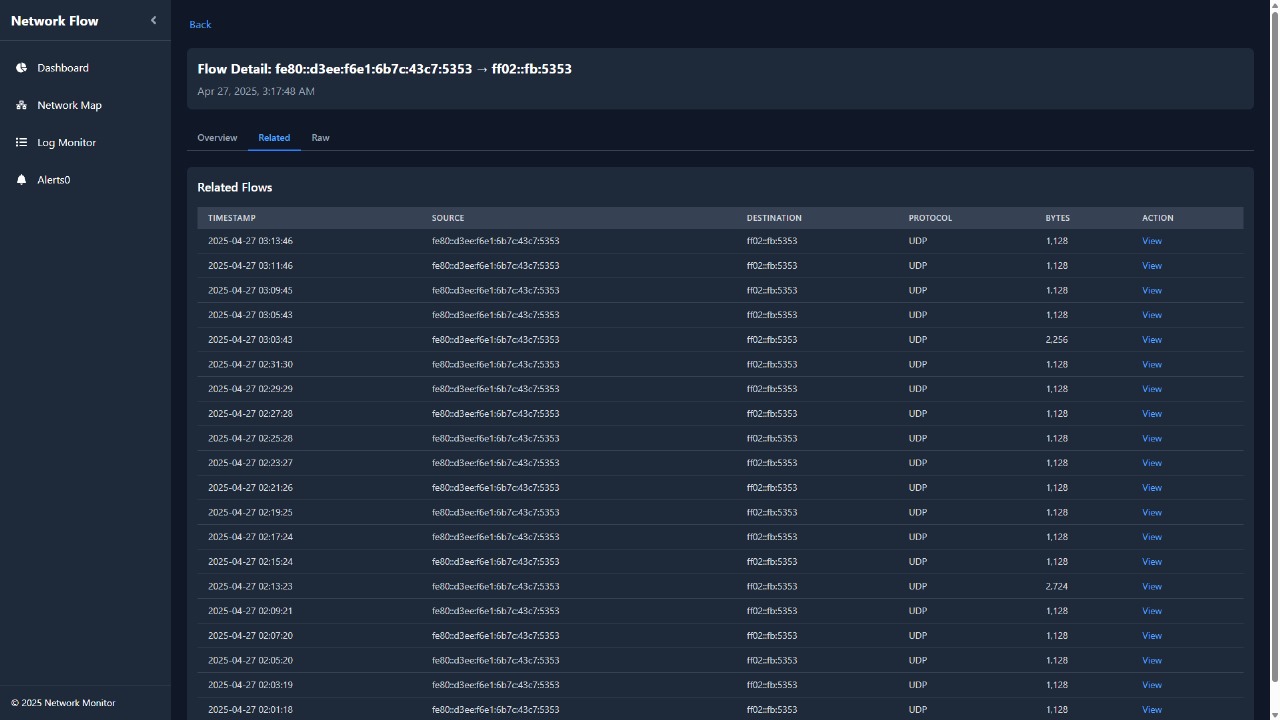 Network Flow
Dashboard
Network Map
Log Monitor
Alerts0
© 2025 Network Monitor
Back
Flow Detail: fe80::d3ee:f6e1:6b7c:43c7:5353 → ff02::fb:5353
Apr 27, 2025, 3:17:48 AM
Overview Related Raw
Related Flows
TIMESTAMP SOURCE DESTINATION PROTOCOL BYTES ACTION
2025-04-27 03:13:46 fe80::d3ee:f6e1:6b7c:43c7:5353 ff02::fb:5353 UDP 1,128 View
2025-04-27 03:11:46 fe80::d3ee:f6e1:6b7c:43c7:5353 ff02::fb:5353 UDP 1,128 View
2025-04-27 03:09:45 fe80::d3ee:f6e1:6b7c:43c7:5353 ff02::fb:5353 UDP 1,128 View
2025-04-27 03:05:43 fe80::d3ee:f6e1:6b7c:43c7:5353 ff02::fb:5353 UDP 1,128 View
2025-04-27 03:03:43 fe80::d3ee:f6e1:6b7c:43c7:5353 ff02::fb:5353 UDP 2,256 View
2025-04-27 02:31:30 fe80::d3ee:f6e1:6b7c:43c7:5353 ff02::fb:5353 UDP 1,128 View
2025-04-27 02:29:29 fe80::d3ee:f6e1:6b7c:43c7:5353 ff02::fb:5353 UDP 1,128 View
2025-04-27 02:27:28 fe80::d3ee:f6e1:6b7c:43c7:5353 ff02::fb:5353 UDP 1,128 View
2025-04-27 02:25:28 fe80::d3ee:f6e1:6b7c:43c7:5353 ff02::fb:5353 UDP 1,128 View
2025-04-27 02:23:27 fe80::d3ee:f6e1:6b7c:43c7:5353 ff02::fb:5353 UDP 1,128 View
2025-04-27 02:21:26 fe80::d3ee:f6e1:6b7c:43c7:5353 ff02::fb:5353 UDP 1,128 View
2025-04-27 02:19:25 fe80::d3ee:f6e1:6b7c:43c7:5353 ff02::fb:5353 UDP 1,128 View
2025-04-27 02:17:24 fe80::d3ee:f6e1:6b7c:43c7:5353 ff02::fb:5353 UDP 1,128 View
2025-04-27 02:15:24 fe80::d3ee:f6e1:6b7c:43c7:5353 ff02::fb:5353 UDP 1,128 View
2025-04-27 02:13:23 fe80::d3ee:f6e1:6b7c:43c7:5353 ff02::fb:5353 UDP 2,724 View
2025-04-27 02:09:21 fe80::d3ee:f6e1:6b7c:43c7:5353 ff02::fb:5353 UDP 1,128 View
2025-04-27 02:07:20 fe80::d3ee:f6e1:6b7c:43c7:5353 ff02::fb:5353 UDP 1,128 View
2025-04-27 02:05:20 fe80::d3ee:f6e1:6b7c:43c7:5353 ff02::fb:5353 UDP 1,128 View
2025-04-27 02:03:19 fe80::d3ee:f6e1:6b7c:43c7:5353 ff02::fb:5353 UDP 1,128 View
2025-04-27 02:01:18 fe80::d3ee:f6e1:6b7c:43c7:5353 ff02::fb:5353 UDP 1,128 View